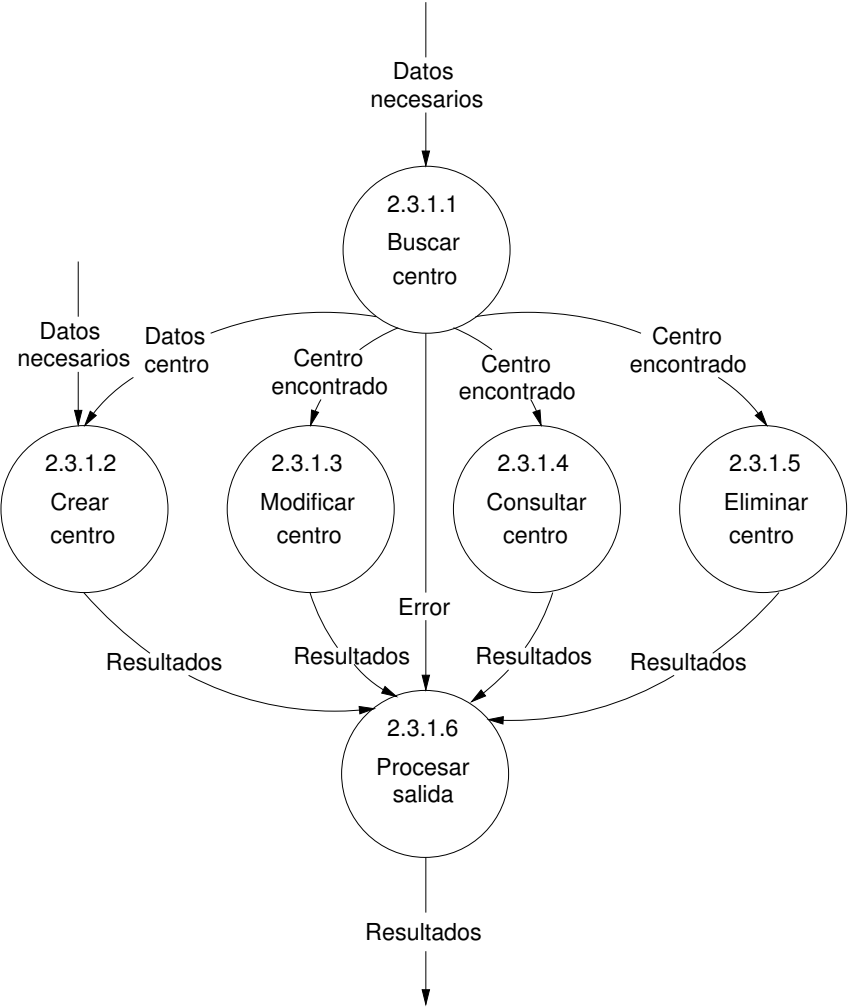 Datos
necesarios
2.3.1.1
Buscar
centro
Datos
necesarios
Datos
centro
Centro
encontrado
Centro
encontrado
Centro
encontrado
2.3.1.2
Crear
centro
2.3.1.3
Modificar
centro
2.3.1.4
Consultar
centro
2.3.1.5
Eliminar
centro
Error
Resultados
Resultados
Resultados
Resultados
2.3.1.6
Procesar
salida
Resultados